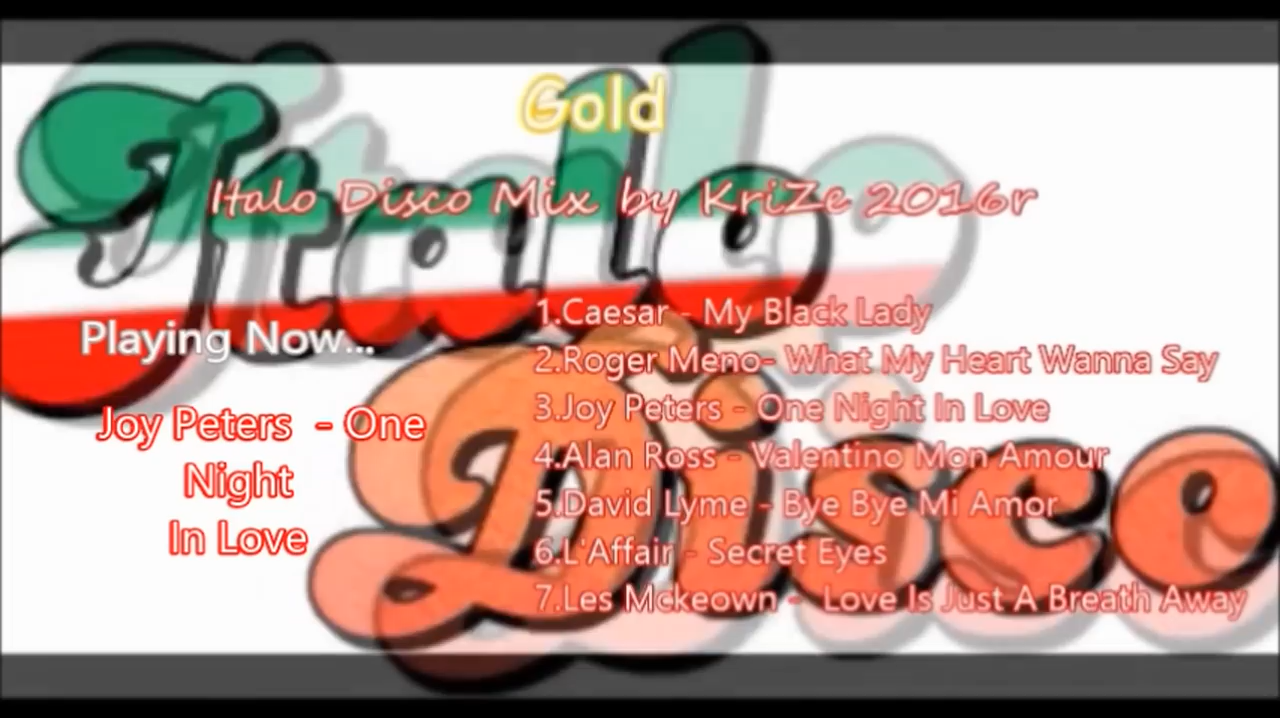 Italo
Disco
Gold
Italo Disco Mix by KriZe 2016r
Playing Now...
Joy Peters - One
Night
In Love
1.Caesar - My Black Lady
2.Roger Meno- What My Heart Wanna Say
3.Joy Peters - One Night In Love
4.Alan Ross - Valentino Mon Amour
5.David Lyme - Bye Bye Mi Amor
6.L'Affair - Secret Eyes
7.Les Mckeown - Love Is Just A Breath Away